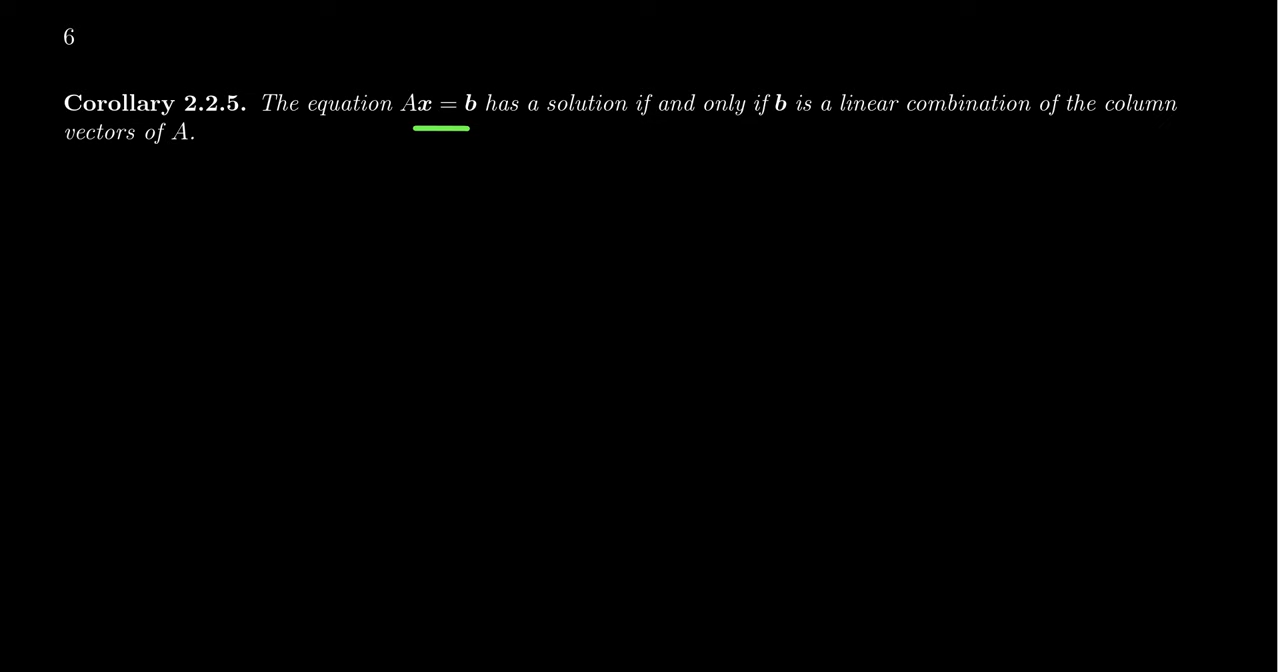 6
Corollary 2.2.5. The equation Ax = b has a solution if and only if b is a linear combination of the column
vectors of A.